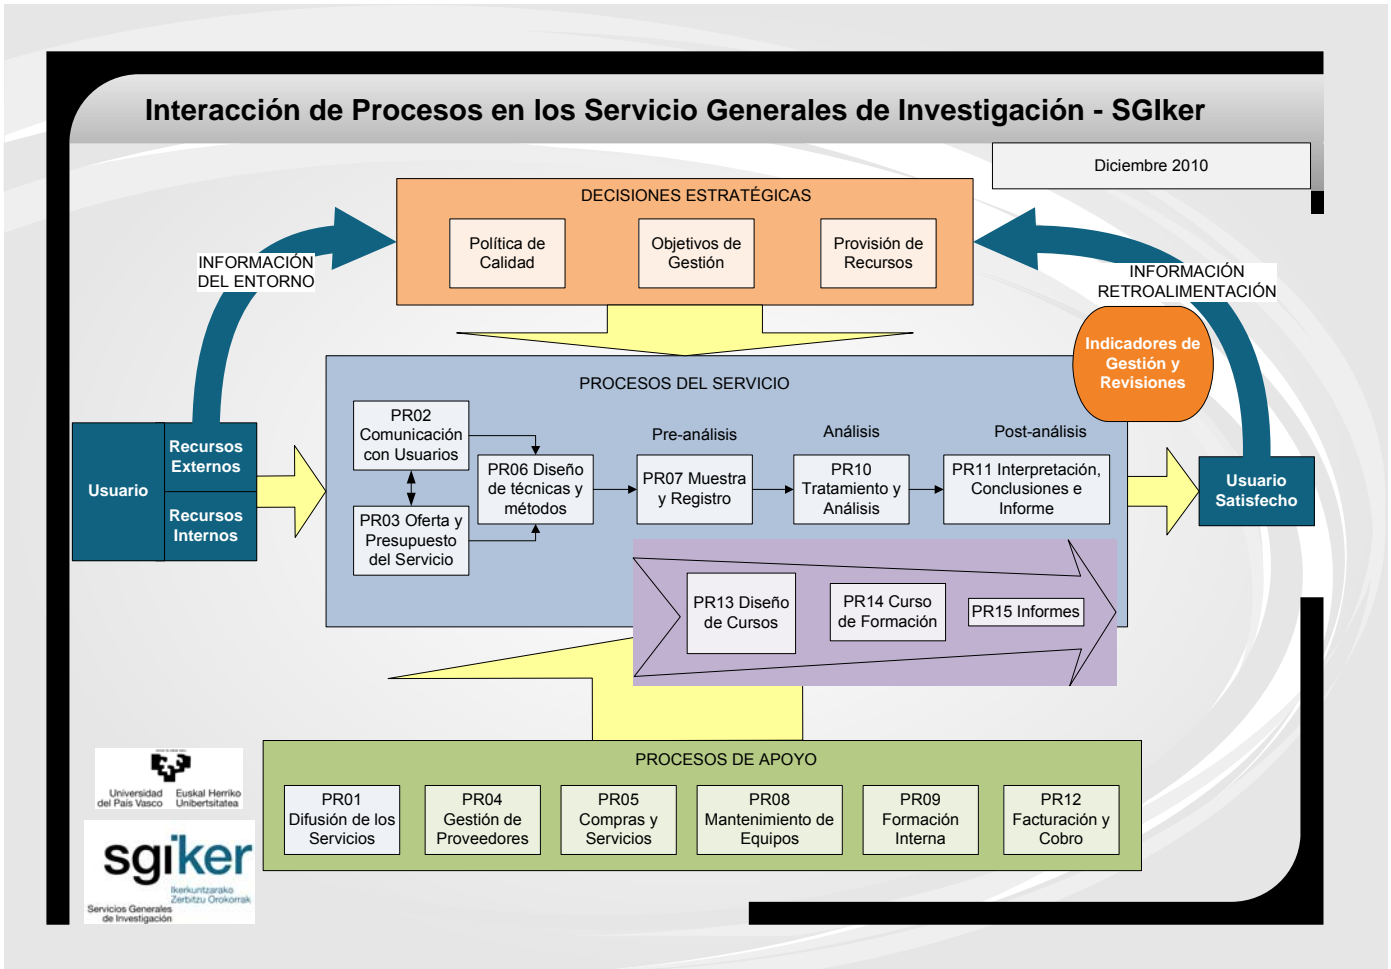 Interacción de Procesos en los Servicio Generales de Investigación - SGIker
Diciembre 2010
DECISIONES ESTRATÉGICAS
Política de
Calidad
Objetivos de
Gestión
Provisión de
Recursos
INFORMACIÓN
DEL ENTORNO
INFORMACIÓN
RETROALIMENTACIÓN
Indicadores de
Gestión y
Revisiones
PROCESOS DEL SERVICIO
Usuario
Recursos
Externos
Recursos
Internos
PR02
Comunicación
con Usuarios
PR03 Oferta y
Presupuesto
del Servicio
PR06 Diseño
de técnicas y
métodos
Pre-análisis
PR07 Muestra
y Registro
Análisis
PR10
Tratamiento y
Análisis
Post-análisis
PR11 Interpretación,
Conclusiones e
Informe
Usuario
Satisfecho
PR13 Diseño
de Cursos
PR14 Curso
de Formación
PR15 Informes
PROCESOS DE APOYO
PR01
Difusión de los
Servicios
PR04
Gestión de
Proveedores
PR05
Compras y
Servicios
PR08
Mantenimiento de
Equipos
PR09
Formación
Interna
PR12
Facturación y
Cobro
Universidad
del País Vasco
Euskal Herriko
Unibertsitatea
sgiker
Ikerkuntzarako
Zerbitzu Orokorrak
Servicios Generales
de Investigación